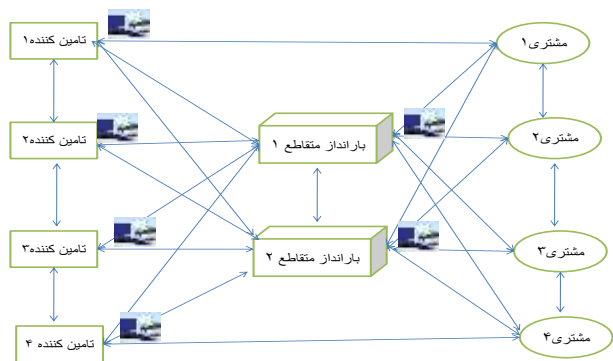 تامین کننده۱
مشتری۱
تامین کننده۲
بارانداز متقاطع ۱
مشتری۲
تامین کننده۳
بارانداز متقاطع ۲
مشتری۳
تامین کننده ۴
مشتری۴